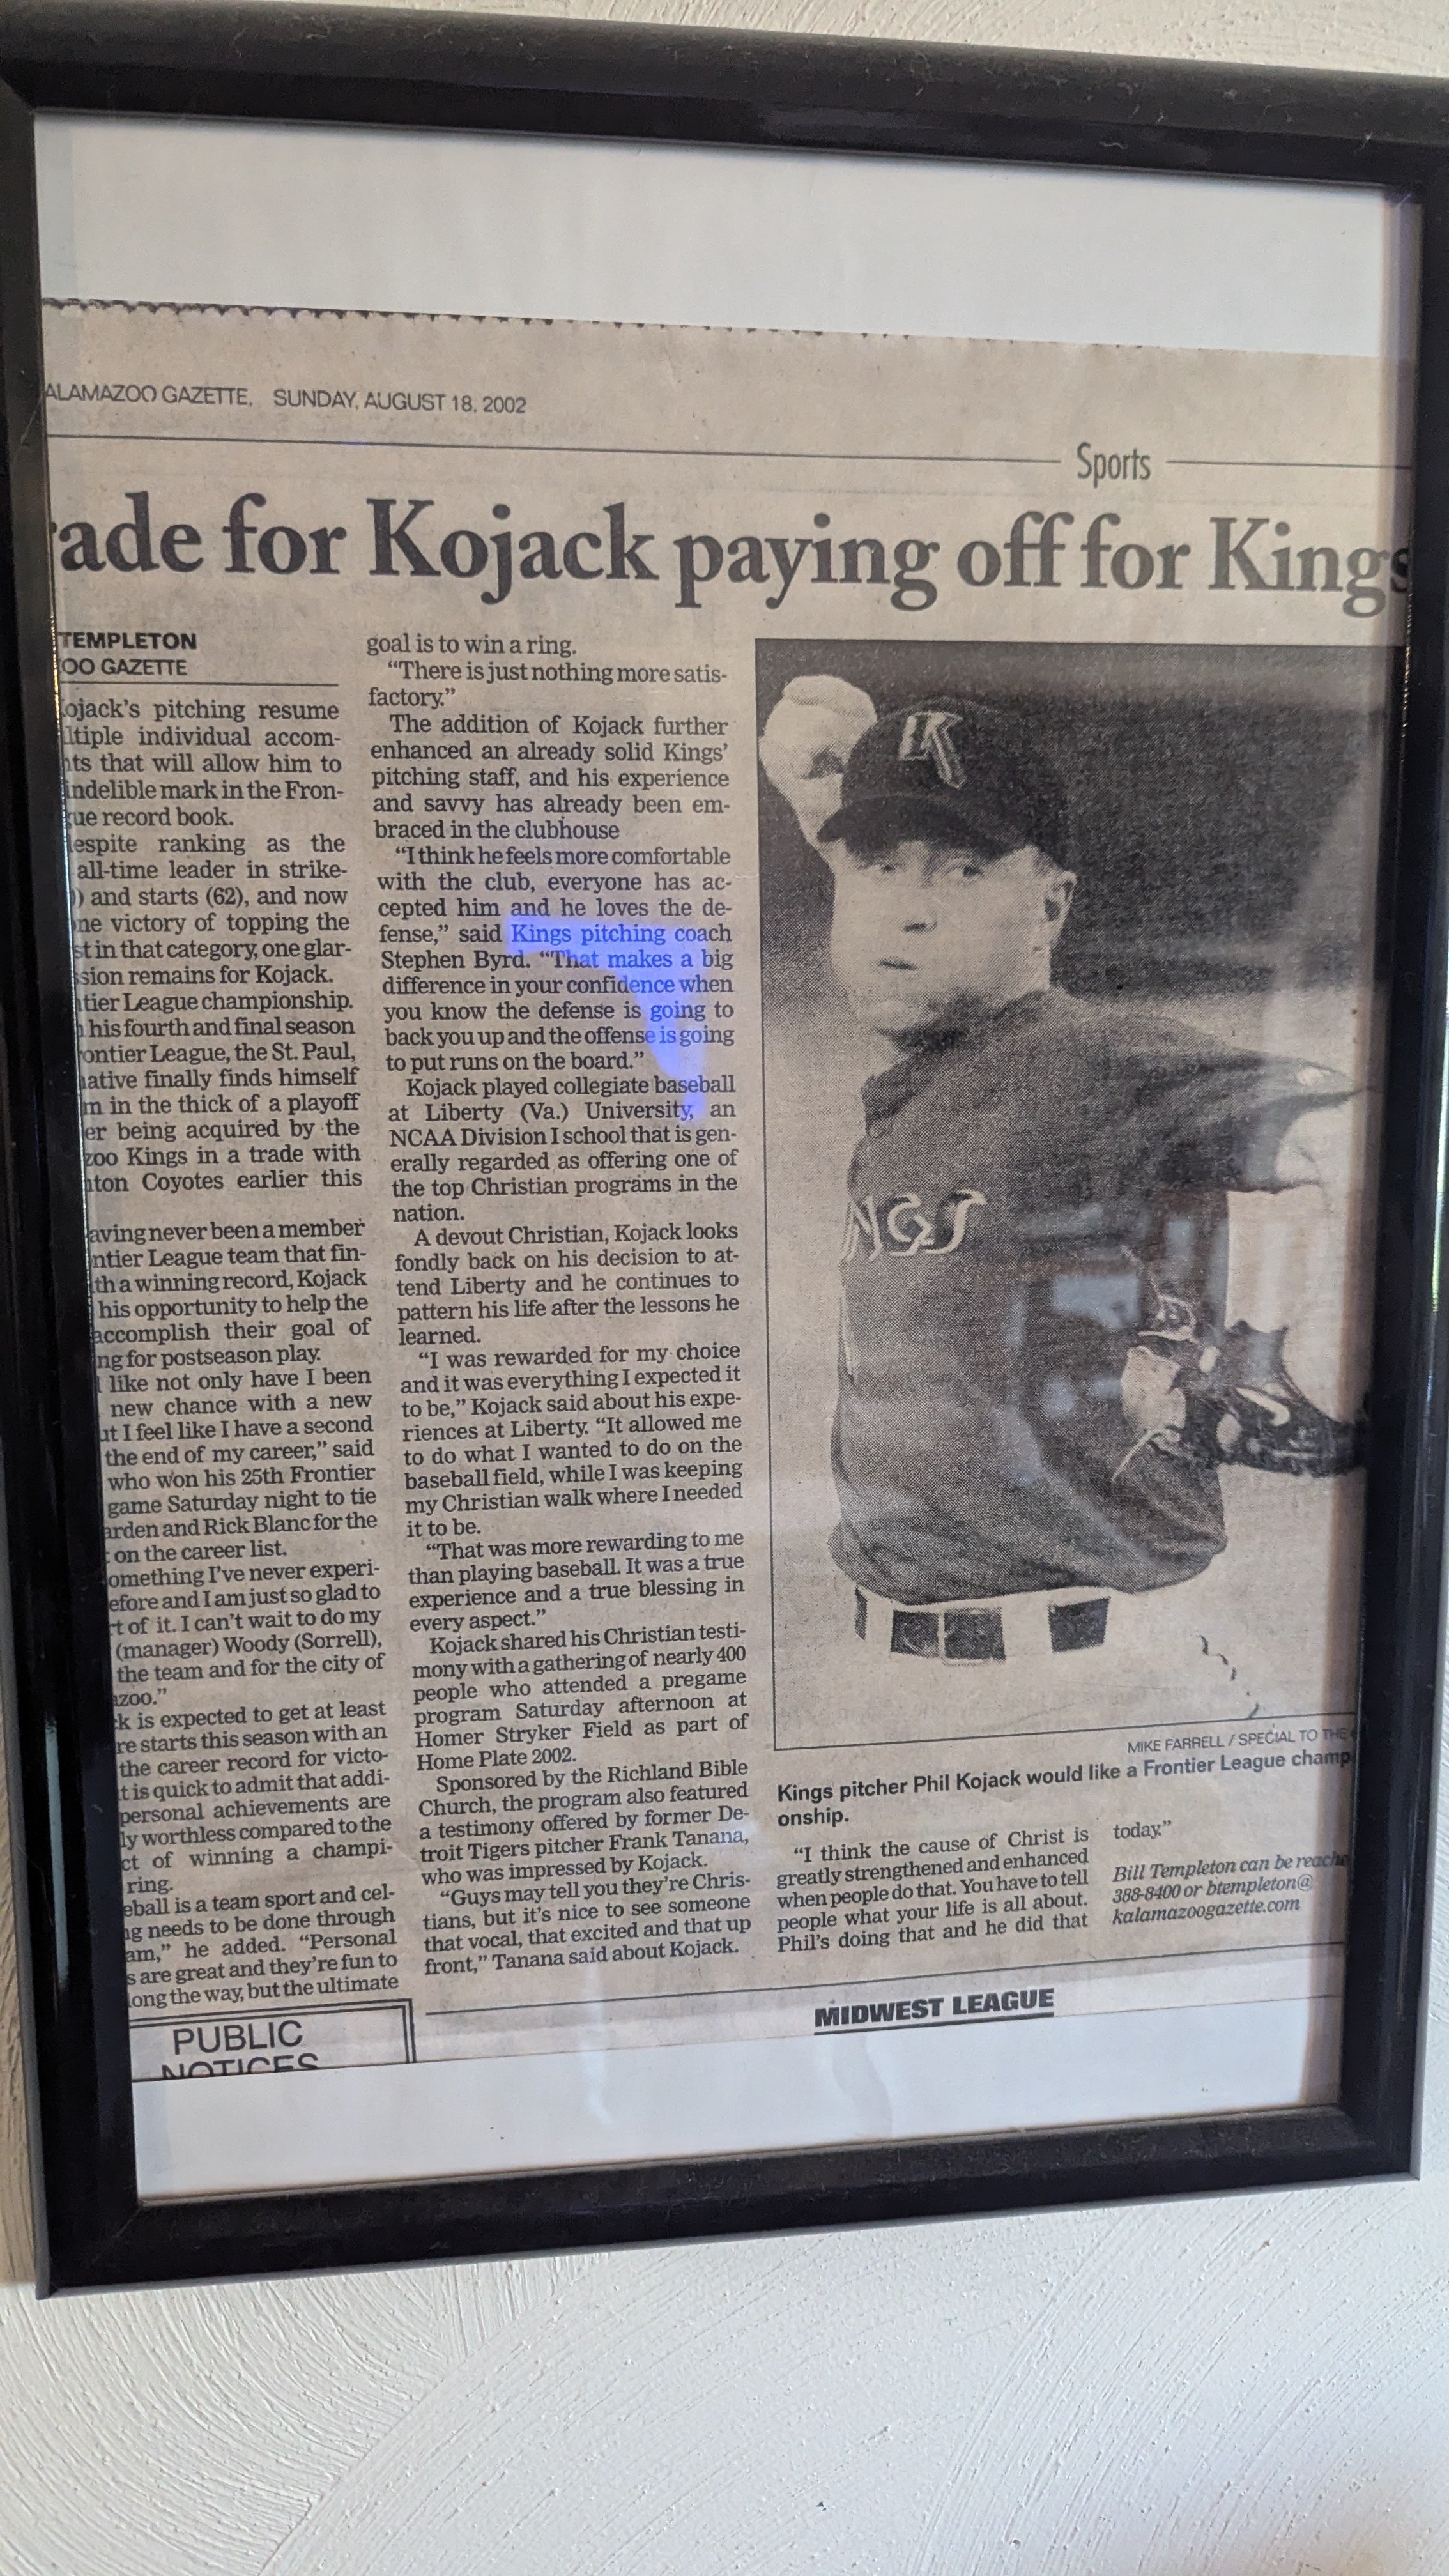 ALAMAZOO GAZETTE, SUNDAY, AUGUST 18, 2002
Sports
ade for Kojack paying off for Kings
TEMPLETON
OO GAZETTE
ojack's pitching resume
ltiple individual accom-
ts that will allow him to
indelible mark in the Fron-
ue record book.
espite ranking as the
all-time leader in strike-
) and starts (62), and now
ne victory of topping the
st in that category, one glar-
sion remains for Kojack.
tier League championship.
his fourth and final season
ontier League, the St. Paul,
native finally finds himself
m in the thick of a playoff
er being acquired by the
zoo Kings in a trade with
ton Coyotes earlier this
aving never been a member
ntier League team that fin-
th a winning record, Kojack
his opportunity to help the
accomplish their goal of
ng for postseason play.
l like not only have I been
new chance with a new
ut I feel like I have a second
the end of my career," said
who won his 25th Frontier
game Saturday night to tie
arden and Rick Blanc for the
on the career list.
omething I've never experi-
efore and I am just so glad to
rt of it. I can't wait to do my
(manager) Woody (Sorrell),
the team and for the city of
azoo."
k is expected to get at least
re starts this season with an
the career record for victo-
t is quick to admit that addi-
personal achievements are
ly worthless compared to the
ct of winning a champi-
ring.
eball is a team sport and cel-
ng needs to be done through
am," he added. "Personal
s are great and they're fun to
long the way, but the ultimate
goal is to win a ring.
"There is just nothing more satis-
factory."
The addition of Kojack further
enhanced an already solid Kings'
pitching staff, and his experience
and savvy has already been em-
braced in the clubhouse
"I think he feels more comfortable
with the club, everyone has ac-
cepted him and he loves the de-
fense," said Kings pitching coach
Stephen Byrd. "That makes a big
difference in your confidence when
you know the defense is going to
back you up and the offense is going
to put runs on the board."
Kojack played collegiate baseball
at Liberty (Va.) University, an
NCAA Division I school that is gen-
erally regarded as offering one of
the top Christian programs in the
nation.
A devout Christian, Kojack looks
fondly back on his decision to at-
tend Liberty and he continues to
pattern his life after the lessons he
learned.
"I was rewarded for my choice
and it was everything I expected it
to be," Kojack said about his expe-
riences at Liberty. "It allowed me
to do what I wanted to do on the
baseball field, while I was keeping
my Christian walk where I needed
it to be.
"That was more rewarding to me
than playing baseball. It was a true
experience and a true blessing in
every aspect."
Kojack shared his Christian testi-
mony with a gathering of nearly 400
people who attended a pregame
program Saturday afternoon at
Homer Stryker Field as part of
Home Plate 2002.
Sponsored by the Richland Bible
Church, the program also featured
a testimony offered by former De-
troit Tigers pitcher Frank Tanana,
who was impressed by Kojack.
"Guys may tell you they're Chris-
tians, but it's nice to see someone
that vocal, that excited and that up
front," Tanana said about Kojack.
K
NGS
MIKE FARRELL / SPECIAL TO THE
Kings pitcher Phil Kojack would like a Frontier League champ
onship.
"I think the cause of Christ is
greatly strengthened and enhanced
when people do that. You have to tell
people what your life is all about.
Phil's doing that and he did that
today."
Bill Templeton can be reache
388-8400 or btempleton@
kalamazoogazette.com
PUBLIC
NOTICES
MIDWEST LEAGUE